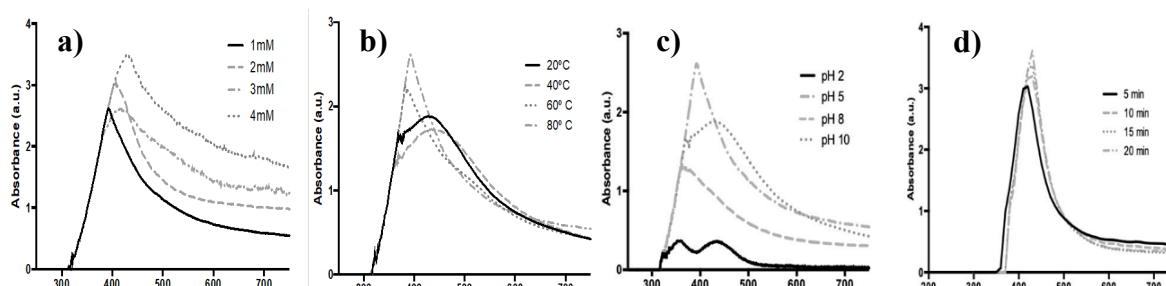 a)
Absorbance (a.u.)
4
3
2
1
0
300 400 500 600 700
1mM
2mM
3mM
4mM
b)
Absorbance (a.u.)
3
2
1
0
400
700
20ºC
40ºC
60º C
80º C
c)
Absorbance (a.u.)
3
2
1
0
300 400 500 600 700
pH 2
pH 5
pH 8
pH 10
d)
Absorbance (a.u.)
4
3
2
1
0
400 500 600
5 min
10 min
15 min
20 min